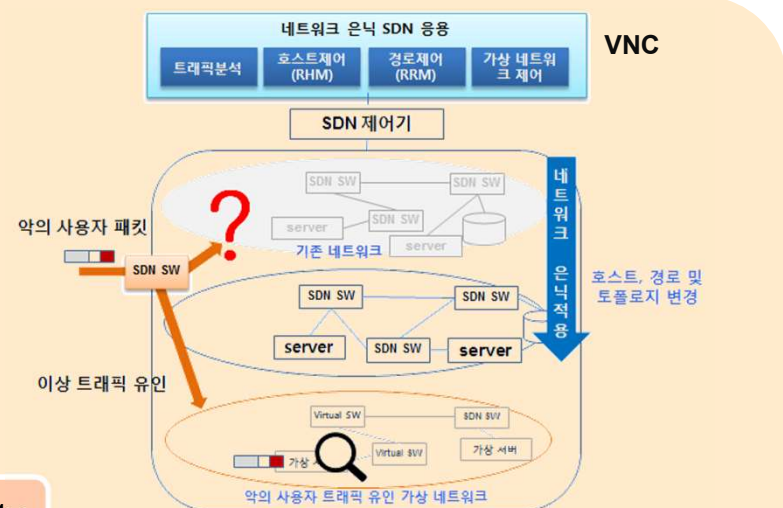 네트워크 은닉 SDN 응용
VNC
트래픽분석
호스트제어
(RHM)
경로제어
(RRM)
가상 네트워
크 제어
SDN 제어기
네트워크 은닉적용
SDN SW
SDN SW
SDN SW
server
server
기존 네트워크
악의 사용자 패킷
?
SDN SW
호스트, 경로 및
토폴로지 변경
SDN SW
SDN SW
server
SDN SW
server
이상 트래픽 유인
Virtual SW
SDN SW
가상
Virtual SW
가상 서버
악의 사용자 트래픽 유인 가상 네트워크